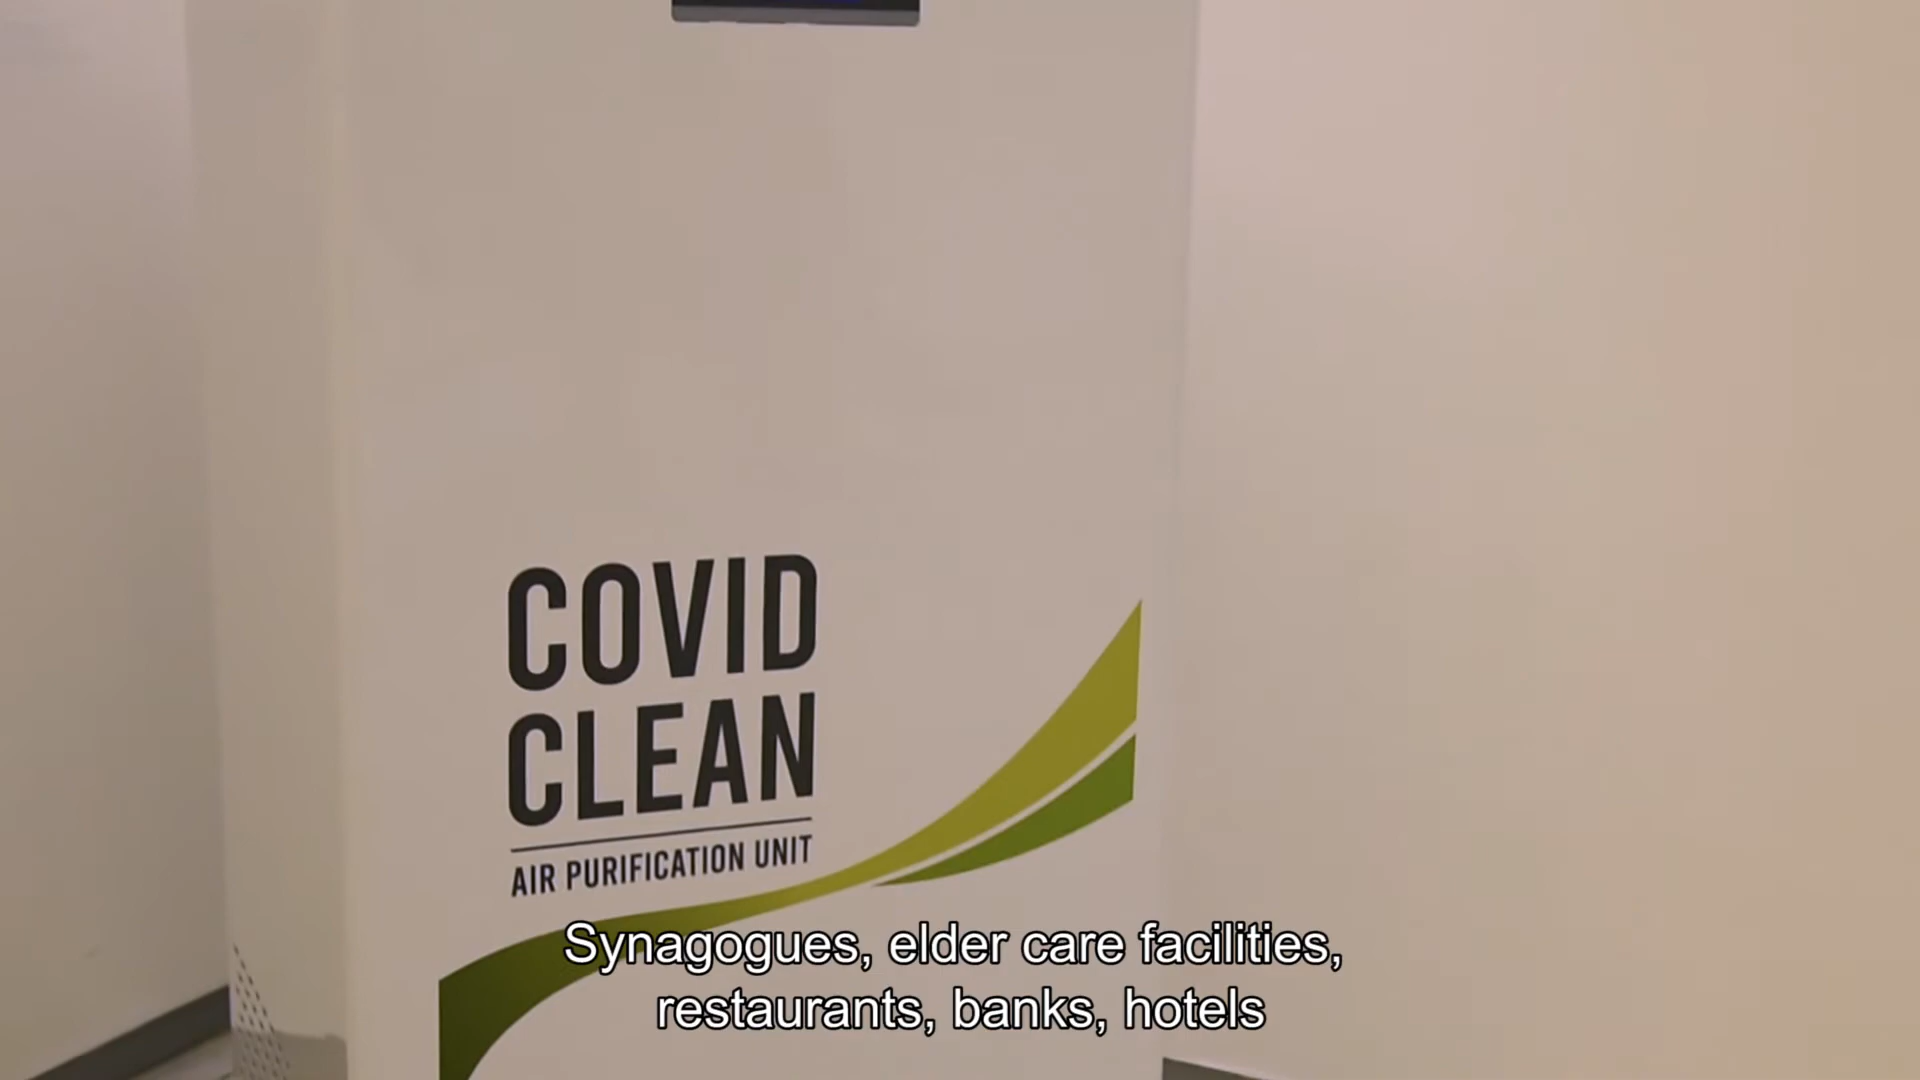 COVID
CLEAN
AIR PURIFICATION UNIT
Synagogues, elder care facilities,
restaurants, banks, hotels